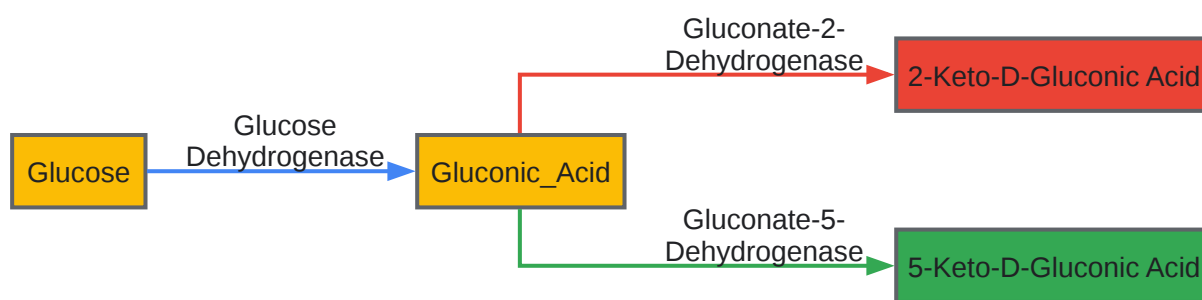 Gluconate-2-
Dehydrogenase
2-Keto-D-Gluconic Acid
Glucose
Dehydrogenase
Glucose
Gluconic_Acid
Gluconate-5-
Dehydrogenase
5-Keto-D-Gluconic Acid